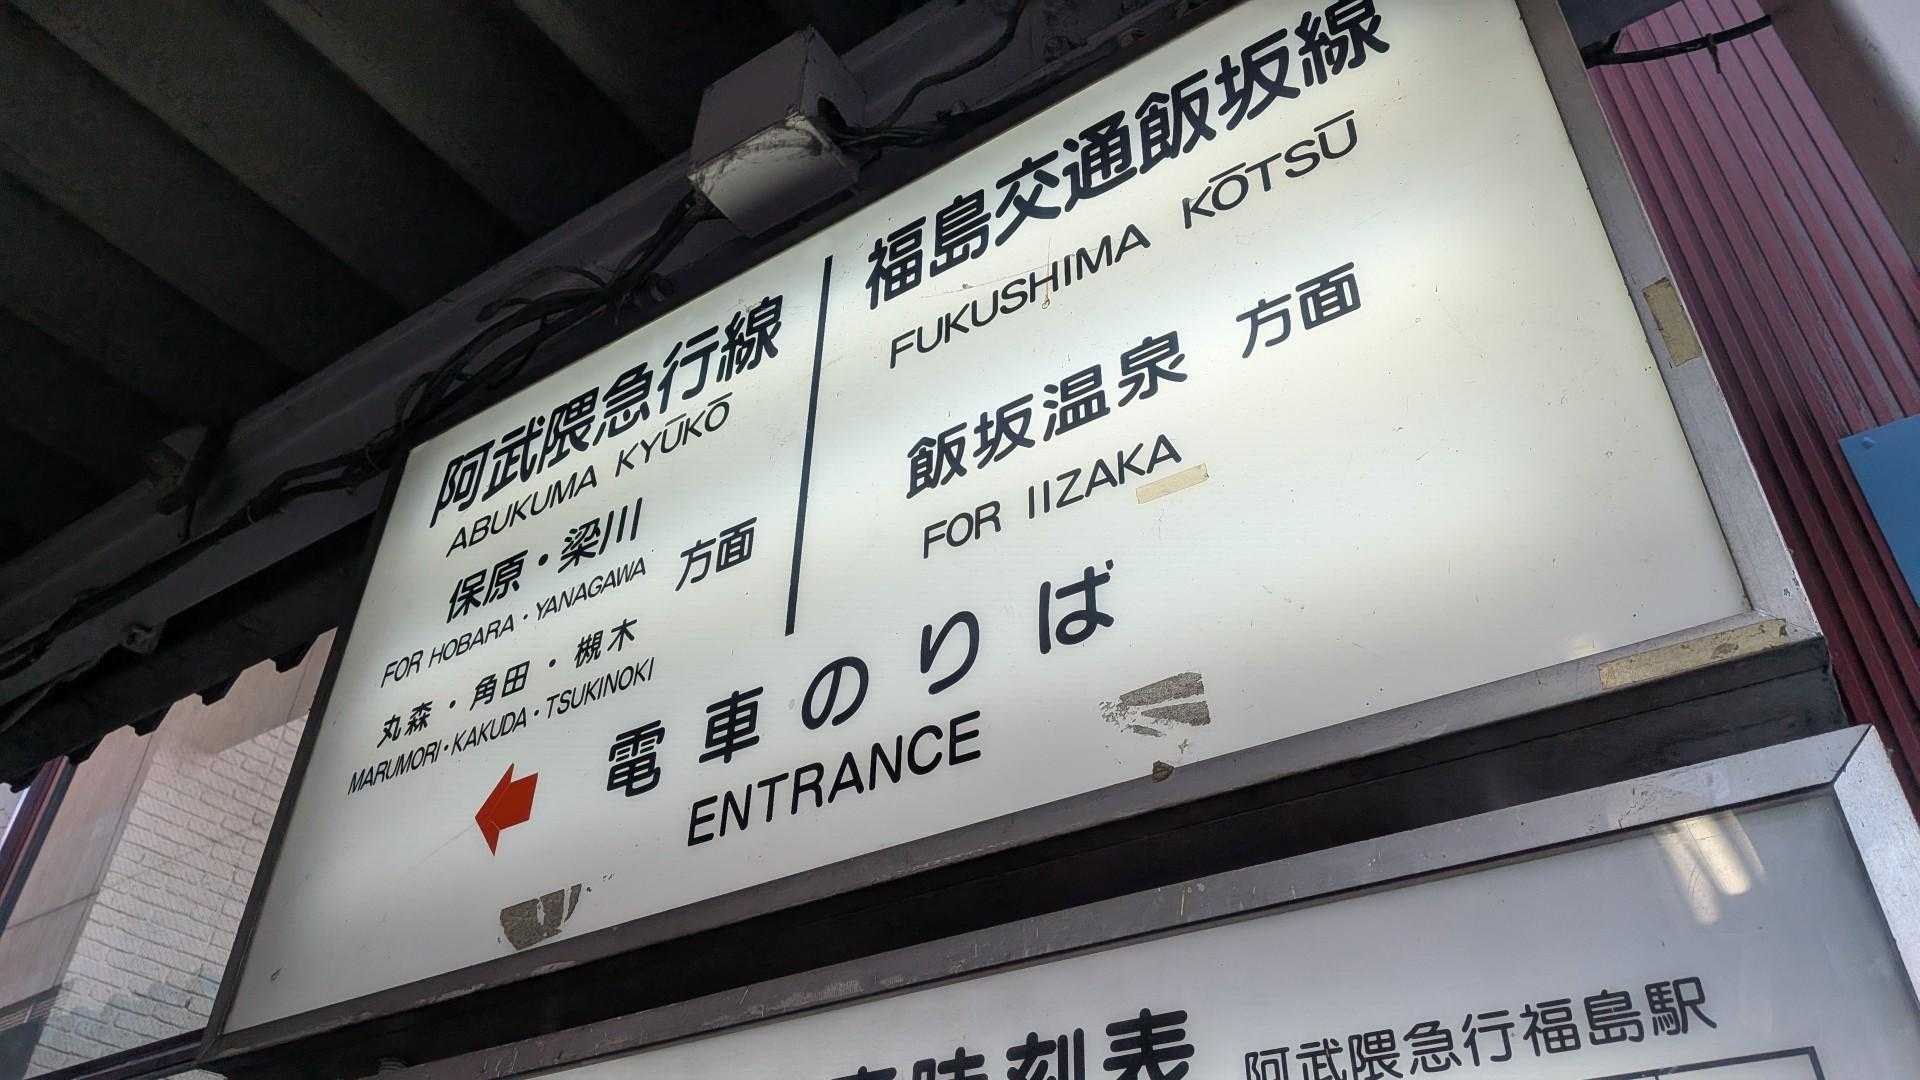 阿武隈急行線
ABUKUMA KYŪKŌ
保原・梁川 方面
FOR HOBARA・YANAGAWA
丸森・角田・槻木
MARUMORI・KAKUDA・TSUKINOKI
福島交通飯坂線
FUKUSHIMA KŌTSŪ
飯坂温泉 方面
FOR IIZAKA
電車のりば
ENTRANCE
時刻表 阿武隈急行福島駅